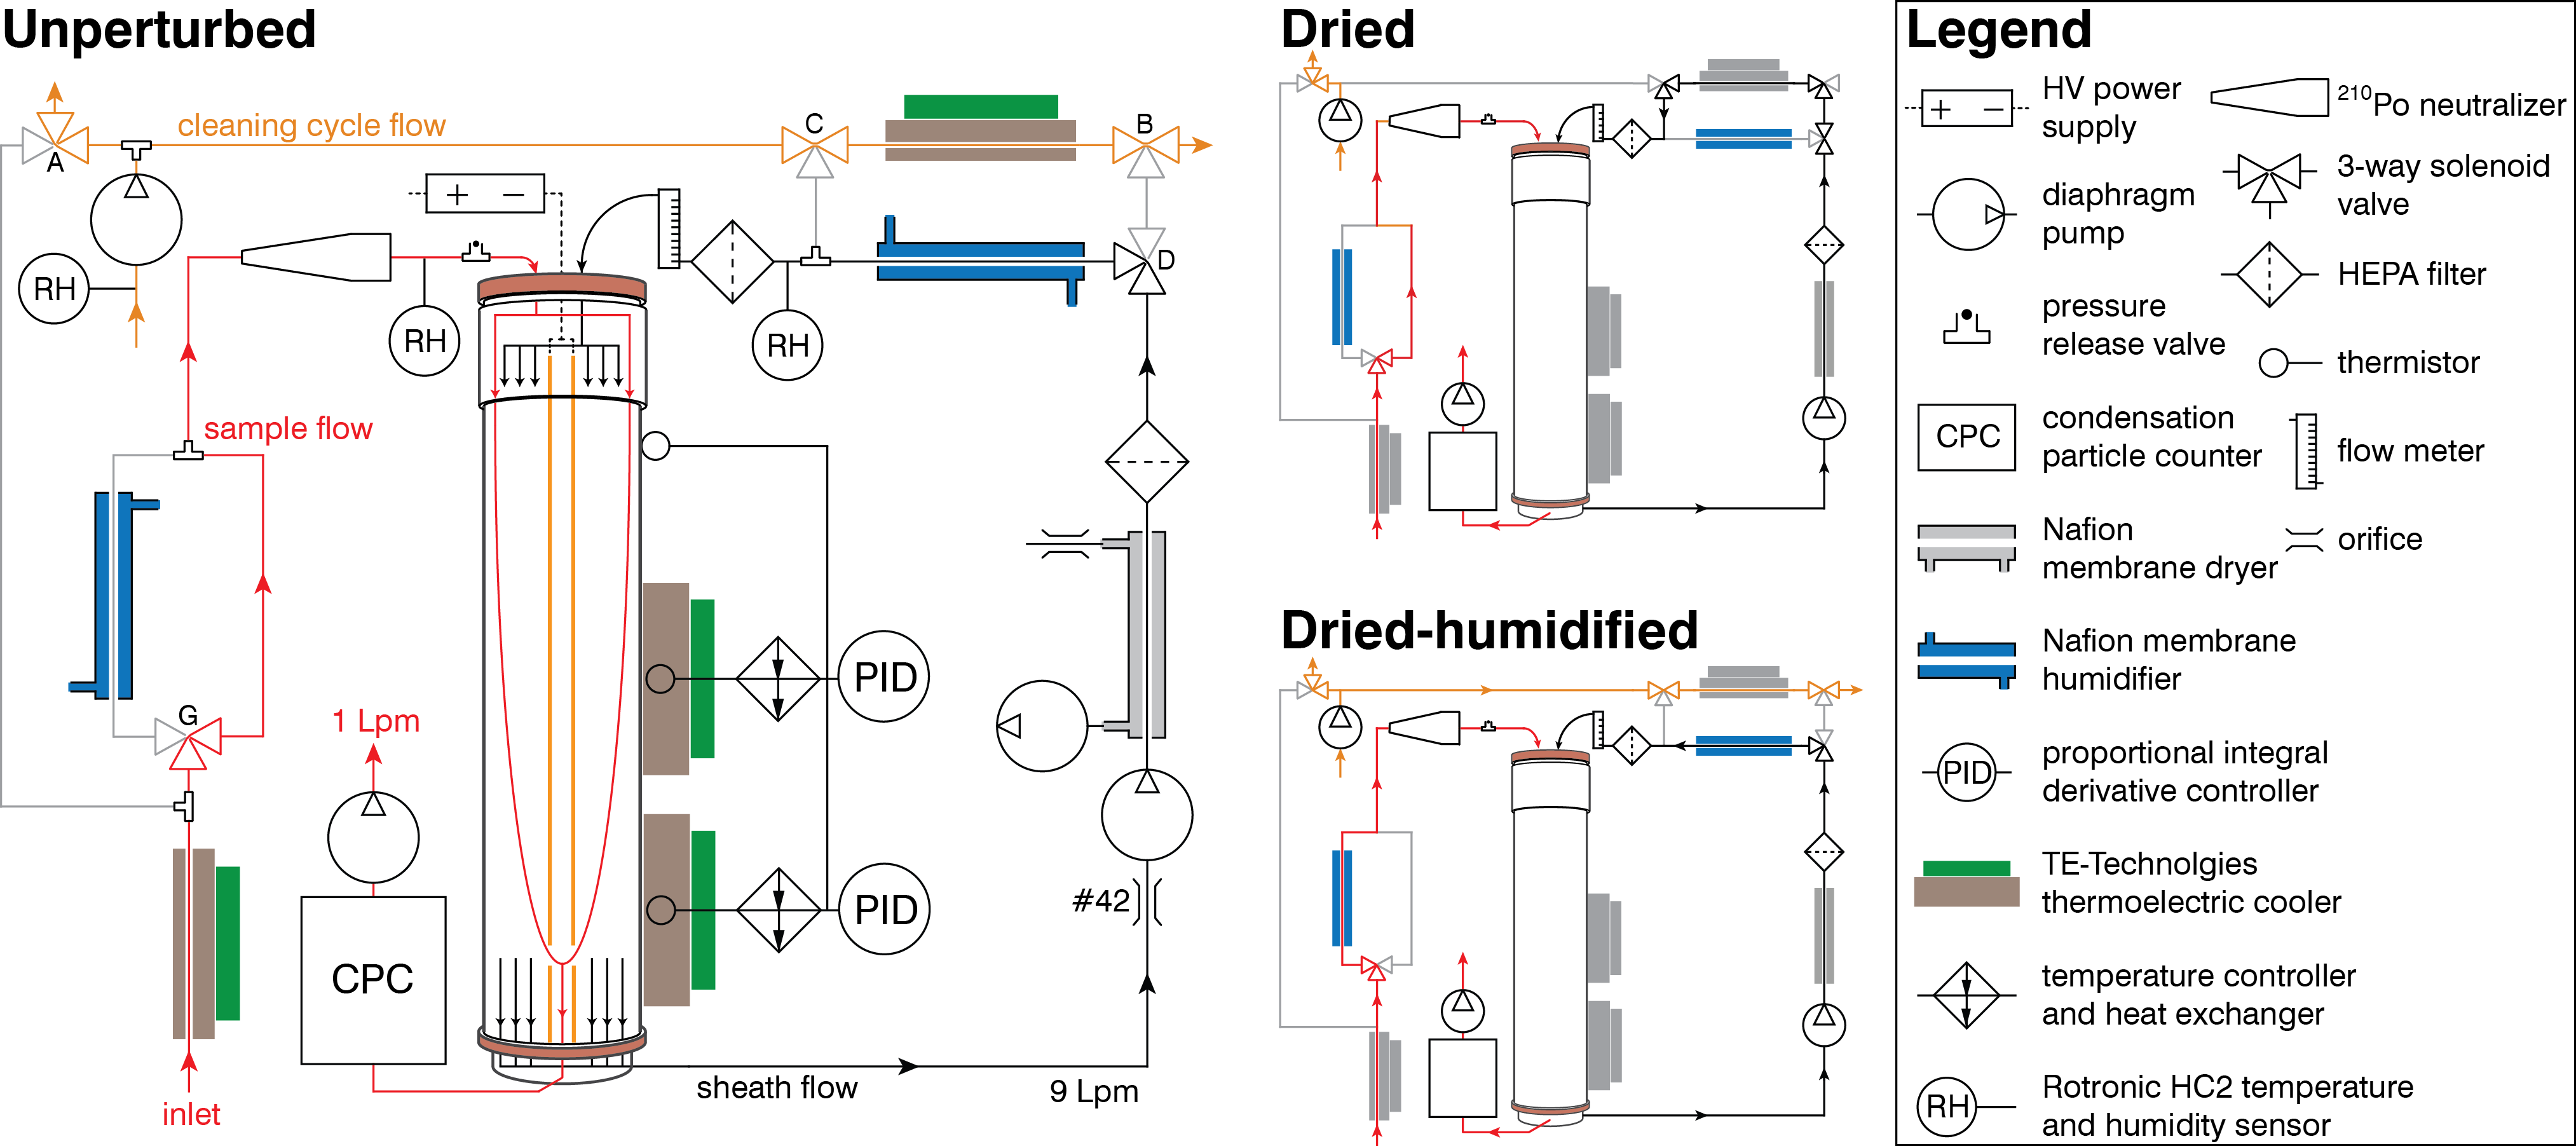 Unperturbed
cleaning cycle flow
A
C
B
+ −
D
RH
RH
RH
sample flow
G
1 Lpm
PID
PID
#42
CPC
sheath flow
9 Lpm
inlet
Dried
Dried-humidified
Legend
+ −
HV power
supply
210Po neutralizer
diaphragm
pump
3-way solenoid
valve
pressure
release valve
HEPA filter
thermistor
CPC
condensation
particle counter
flow meter
Nafion
membrane dryer
orifice
Nafion membrane
humidifier
PID
proportional integral
derivative controller
TE-Technolgies
thermoelectric cooler
temperature controller
and heat exchanger
RH
Rotronic HC2 temperature
and humidity sensor